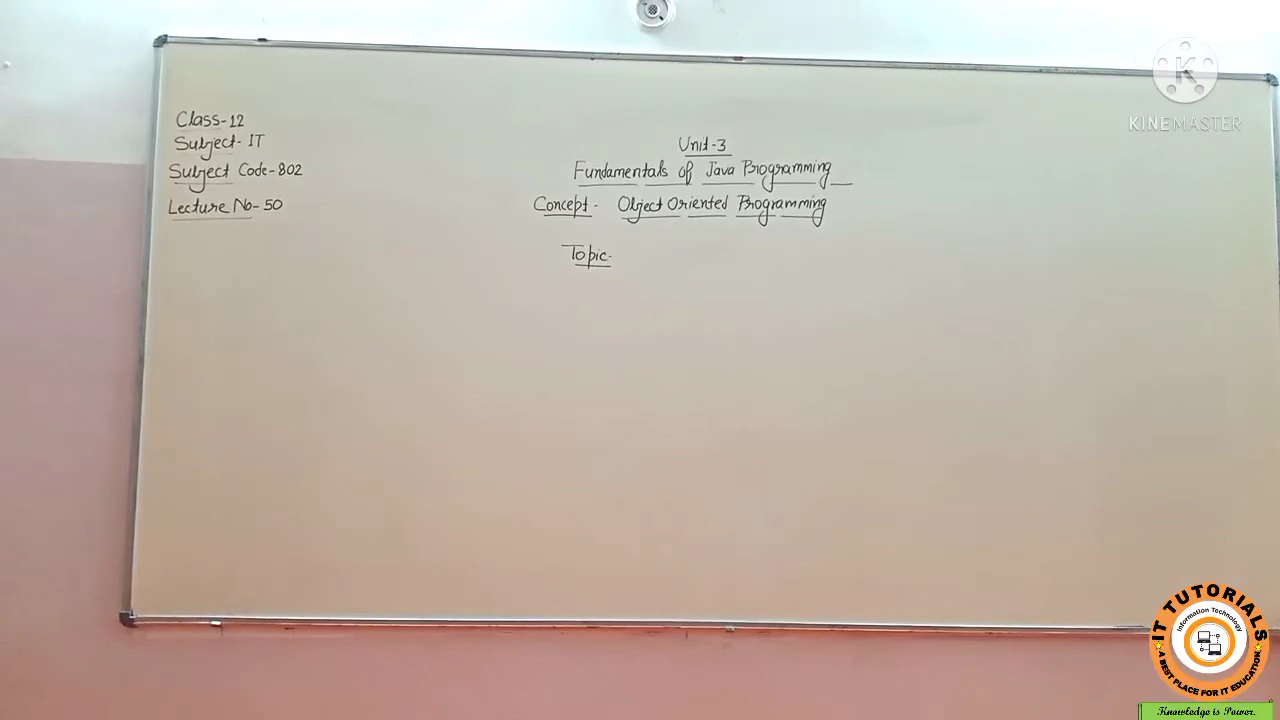 Class-12
Subject- IT
Subject Code-802
Lecture No-50
Unit-3
Fundamentals of Java Programming
Concept- Object Oriented Programming
Topic-
KINEMASTER
IT TUTORIALS
Information Technology
A BEST PLACE FOR IT EDUCATION
Knowledge is Power.